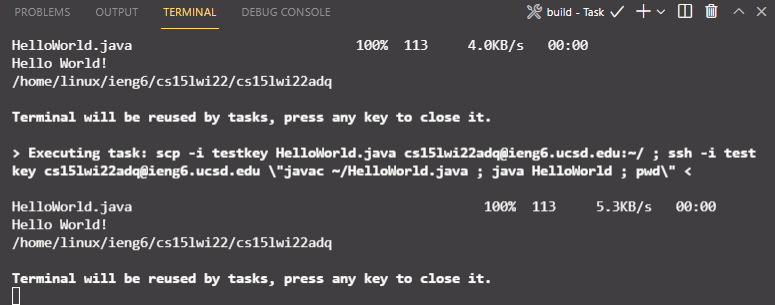 PROBLEMS OUTPUT TERMINAL DEBUG CONSOLE build - Task
HelloWorld.java 100% 113 4.0KB/s 00:00
Hello World!
/home/linux/ieng6/cs15lwi22/cs15lwi22adq
Terminal will be reused by tasks, press any key to close it.
> Executing task: scp -i testkey HelloWorld.java cs15lwi22adq@ieng6.ucsd.edu:~/ ; ssh -i test
key cs15lwi22adq@ieng6.ucsd.edu \"javac ~/HelloWorld.java ; java HelloWorld ; pwd\" <
HelloWorld.java 100% 113 5.3KB/s 00:00
Hello World!
/home/linux/ieng6/cs15lwi22/cs15lwi22adq
Terminal will be reused by tasks, press any key to close it.